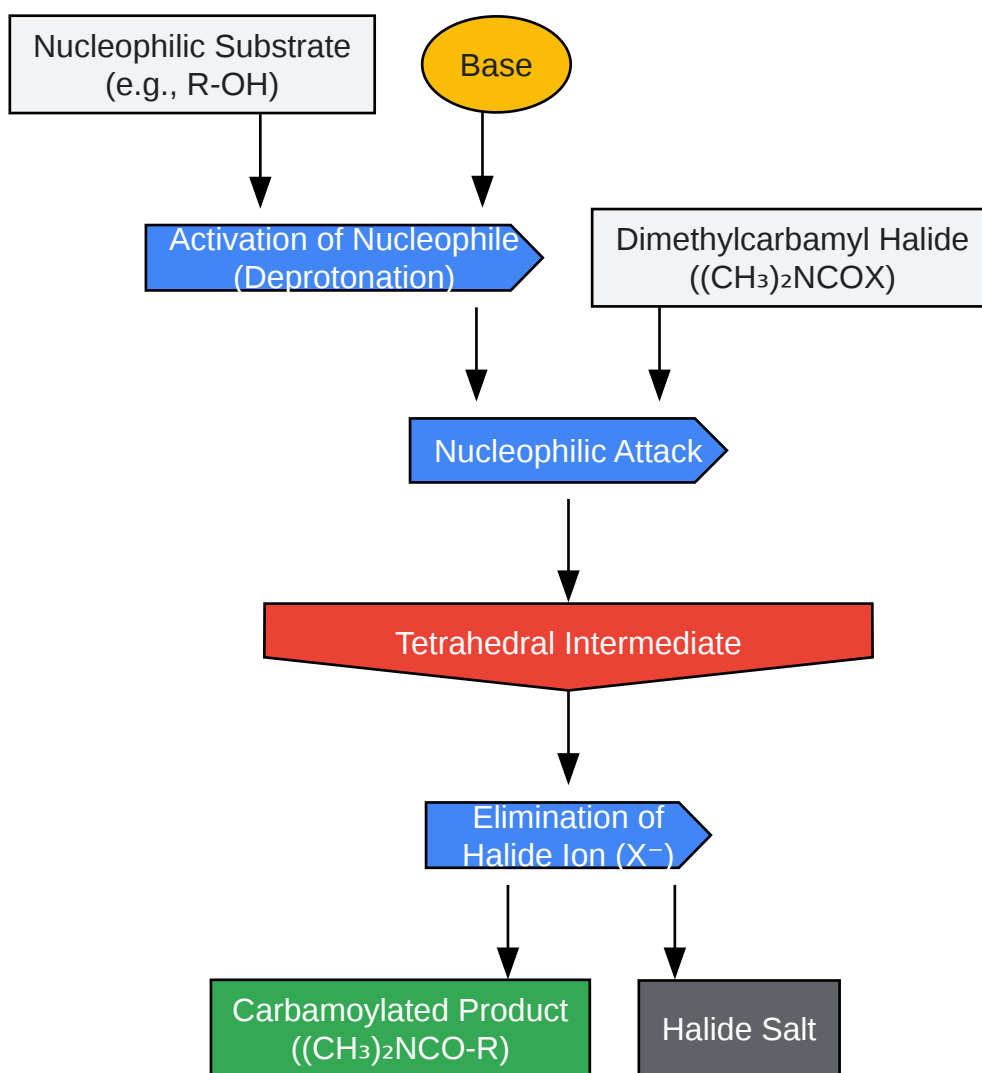 Nucleophilic Substrate
(e.g., R-OH)
Base
Activation of Nucleophile
(Deprotonation)
Dimethylcarbamyl Halide
((CH₃)₂NCOX)
Nucleophilic Attack
Tetrahedral Intermediate
Elimination of
Halide Ion (X⁻)
Carbamoylated Product
((CH₃)₂NCO-R)
Halide Salt